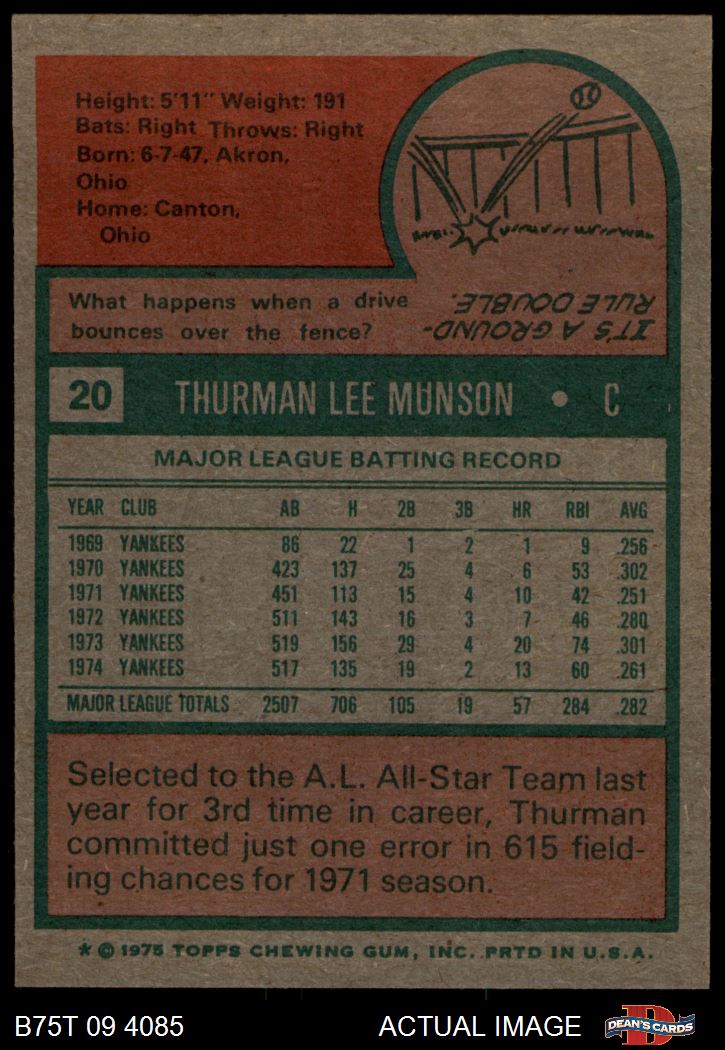 Height: 5'11" Weight: 191
Bats: Right Throws: Right
Born: 6-7-47, Akron,
Ohio
Home: Canton,
Ohio
What happens when a drive
bounces over the fence?
IT'S A GROUND-
RULE DOUBLE.
20 THURMAN LEE MUNSON • C
MAJOR LEAGUE BATTING RECORD
YEAR CLUB AB H 2B 3B HR RBI AVG
1969 YANKEES 86 22 1 2 1 9 .256
1970 YANKEES 423 137 25 4 6 53 .302
1971 YANKEES 451 113 15 4 10 42 .251
1972 YANKEES 511 143 16 3 7 46 .280
1973 YANKEES 519 156 29 4 20 74 .301
1974 YANKEES 517 135 19 2 13 60 .261
MAJOR LEAGUE TOTALS 2507 706 105 19 57 284 .282
Selected to the A.L. All-Star Team last
year for 3rd time in career, Thurman
committed just one error in 615 field-
ing chances for 1971 season.
* © 1975 TOPPS CHEWING GUM, INC. PRTD IN U.S.A.
B75T 09 4085 ACTUAL IMAGE DEAN'S CARDS